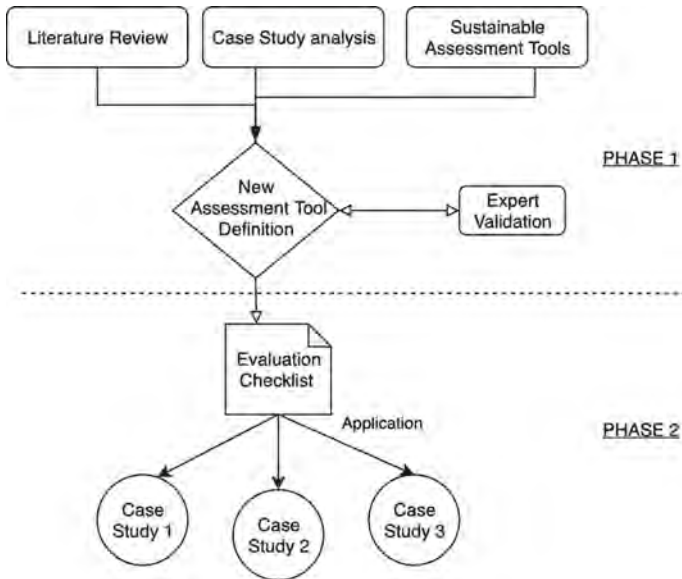 Literature Review
Case Study analysis
Sustainable
Assessment Tools
PHASE 1
New
Assessment Tool
Definition
Expert
Validation
Evaluation
Checklist
Application
PHASE 2
Case
Study 1
Case
Study 2
Case
Study 3